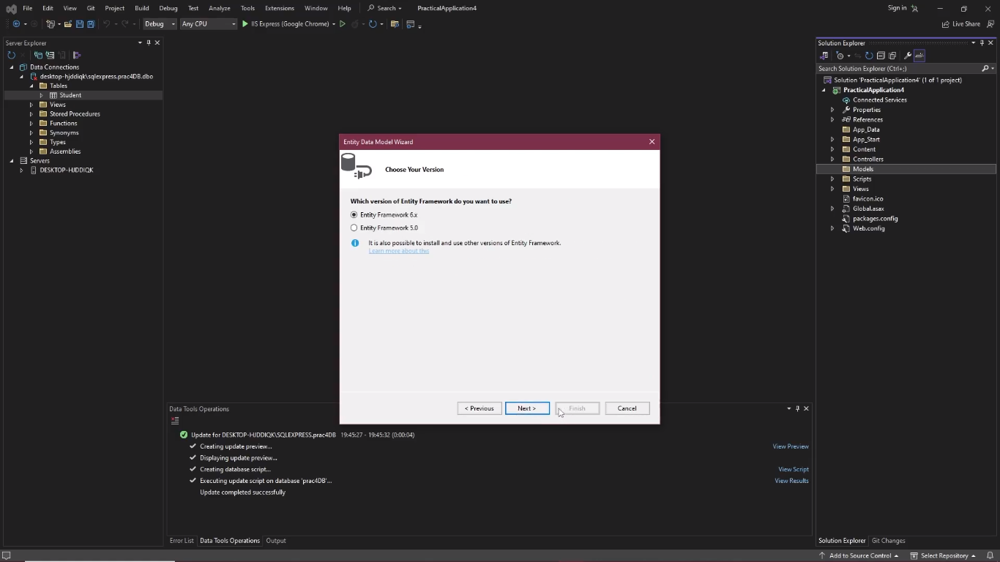 File Edit View Git Project Build Debug Test Analyze Tools Extensions Window Help Search PracticalApplication4 Sign in
Debug Any CPU IIS Express (Google Chrome) Live Share
Server Explorer
Data Connections
desktop-hjddiqk\sqlexpress.prac4DB.dbo
Tables
Student
Views
Stored Procedures
Functions
Synonyms
Types
Assemblies
Servers
DESKTOP-HJDDIQK
Entity Data Model Wizard
Choose Your Version
Which version of Entity Framework do you want to use?
Entity Framework 6.x
Entity Framework 5.0
It is also possible to install and use other versions of Entity Framework.
Learn more about this
< Previous Next > Finish Cancel
Data Tools Operations
Update for DESKTOP-HJDDIQK\SQLEXPRESS.prac4DB 19:45:27 - 19:45:32 (0:00:04)
Creating update preview... View Preview
Displaying update preview...
Creating database script... View Script
Executing update script on database 'prac4DB'... View Results
Update completed successfully
Error List Data Tools Operations Output
Solution Explorer
Search Solution Explorer (Ctrl+;)
Solution 'PracticalApplication4' (1 of 1 project)
PracticalApplication4
Connected Services
Properties
References
App_Data
App_Start
Content
Controllers
Models
Scripts
Views
favicon.ico
Global.asax
packages.config
Web.config
Solution Explorer Git Changes
Add to Source Control Select Repository